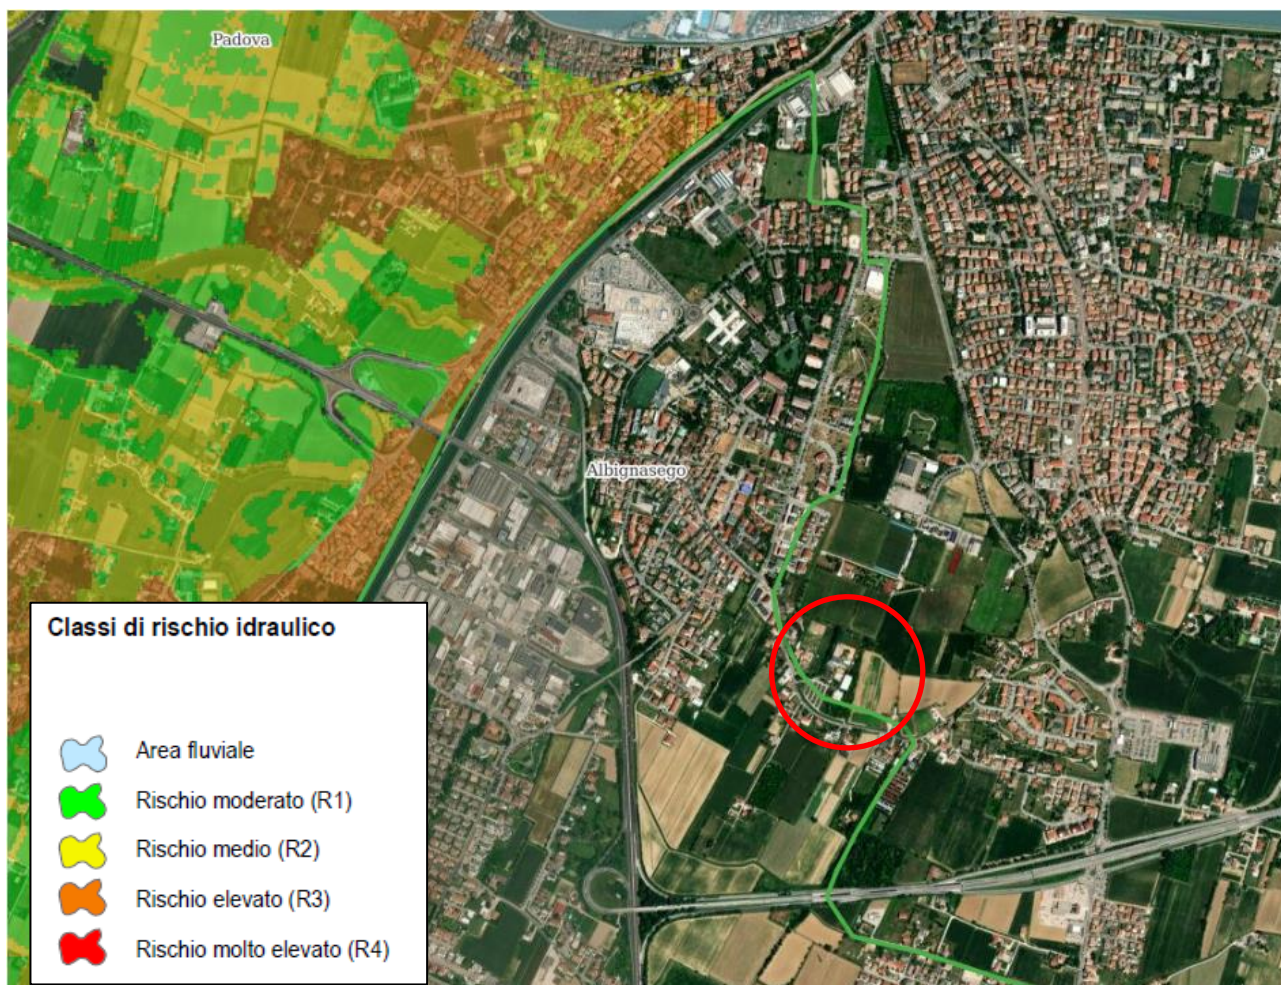 Padova
Albignasego
Classi di rischio idraulico
Area fluviale
Rischio moderato (R1)
Rischio medio (R2)
Rischio elevato (R3)
Rischio molto elevato (R4)